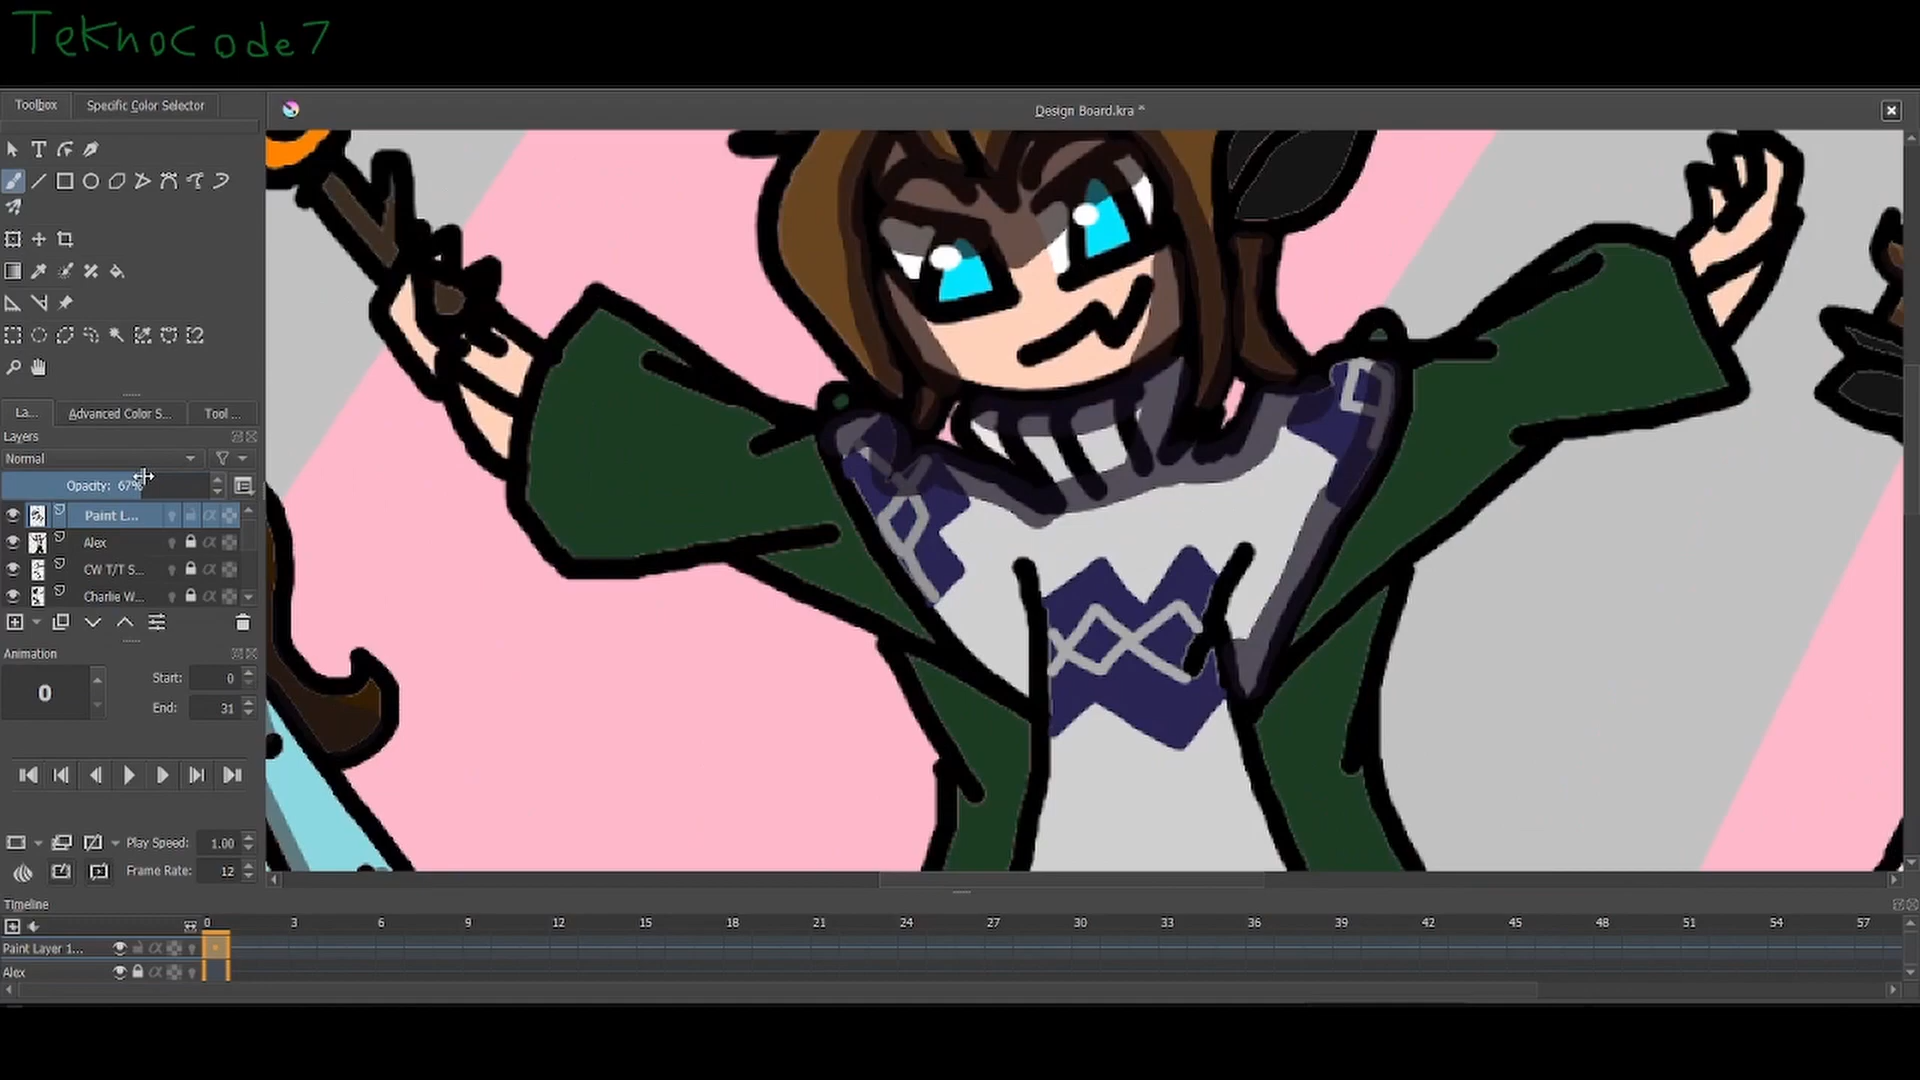 TeknoCode7
Toolbox
Specific Color Selector
Design Board.kra *
La...
Advanced Color S...
Tool ...
Layers
Normal
Opacity: 67%
Paint L...
Alex
CW T/T S...
Charlie W...
Animation
0
Start: 0
End: 31
Play Speed: 1.00
Frame Rate: 12
Timeline
0 3 6 9 12 15 18 21 24 27 30 33 36 39 42 45 48 51 54 57
Paint Layer 1...
Alex